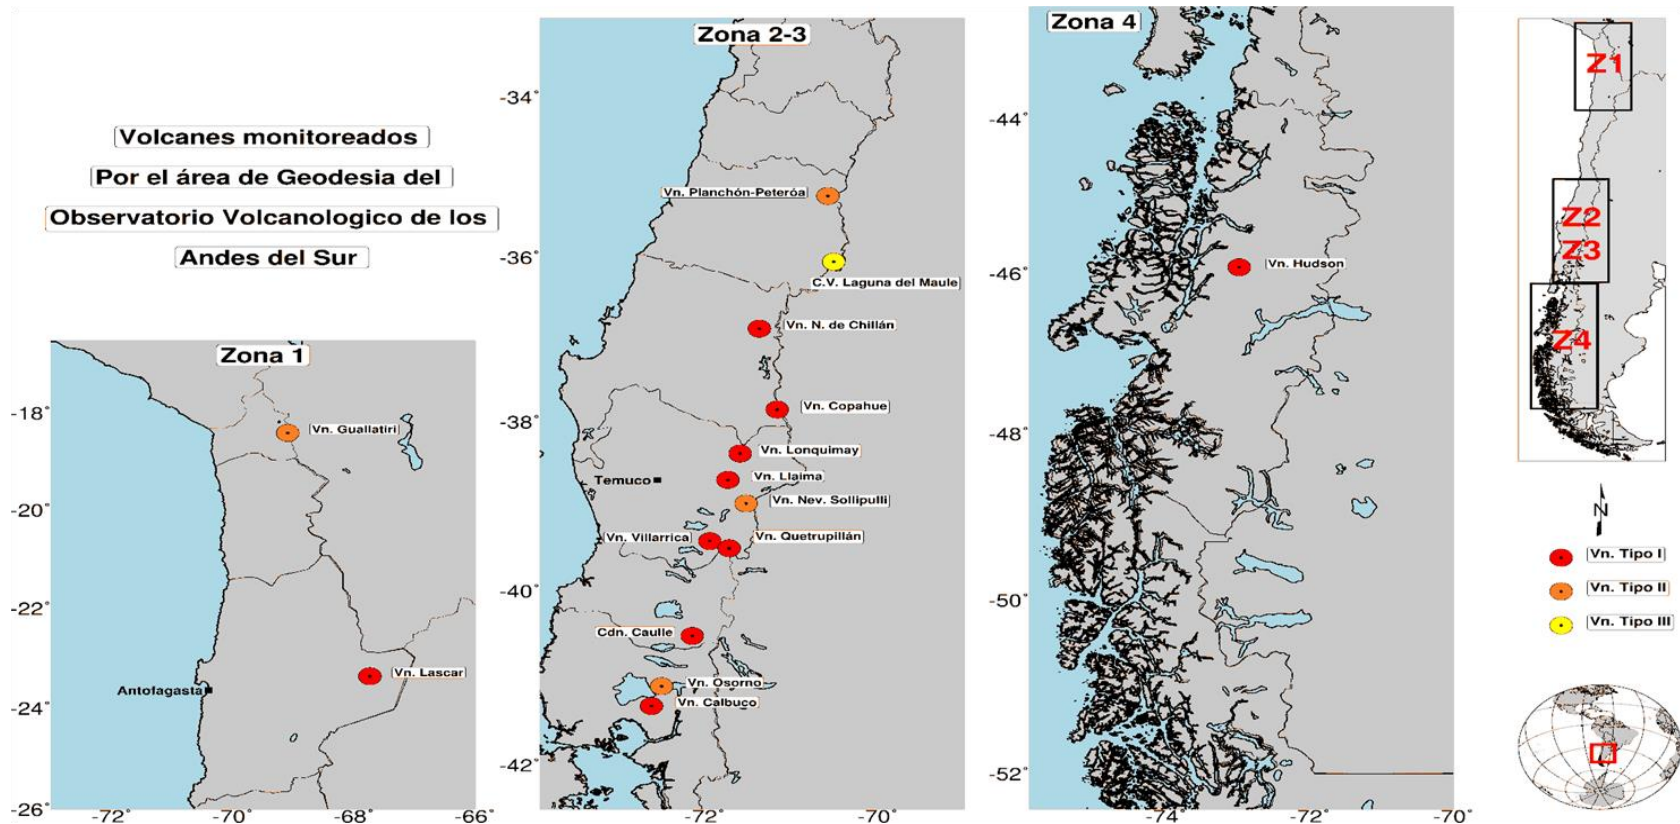 Volcanes monitoreados
Por el área de Geodesia del
Observatorio Volcanologico de los
Andes del Sur
Zona 1
-18°
-20°
-22°
-24°
-26°
-72°
-70°
-68°
-66°
Vn. Guallatiri
Vn. Lascar
Antofagasta
Zona 2-3
-34°
-36°
-38°
-40°
-42°
-72°
-70°
Vn. Planchón-Peteróa
C.V. Laguna del Maule
Vn. N. de Chillán
Vn. Copahue
Vn. Lonquimay
Temuco
Vn. Llaima
Vn. Nev. Sollipulli
Vn. Villarrica
Vn. Quetrupillán
Cdn. Caulle
Vn. Osorno
Vn. Calbuco
Zona 4
-44°
-46°
-48°
-50°
-52°
-74°
-72°
-70°
Vn. Hudson
Z1
Z2
Z3
Z4
N
Vn. Tipo I
Vn. Tipo II
Vn. Tipo III